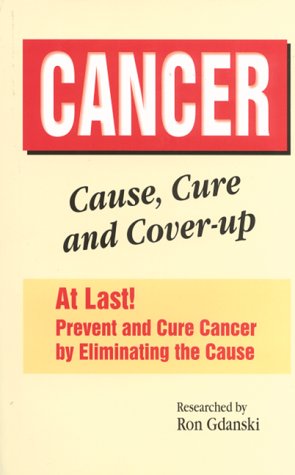 CANCER
Cause, Cure
and Cover-up
At Last!
Prevent and Cure Cancer
by Eliminating the Cause
Researched by
Ron Gdanski